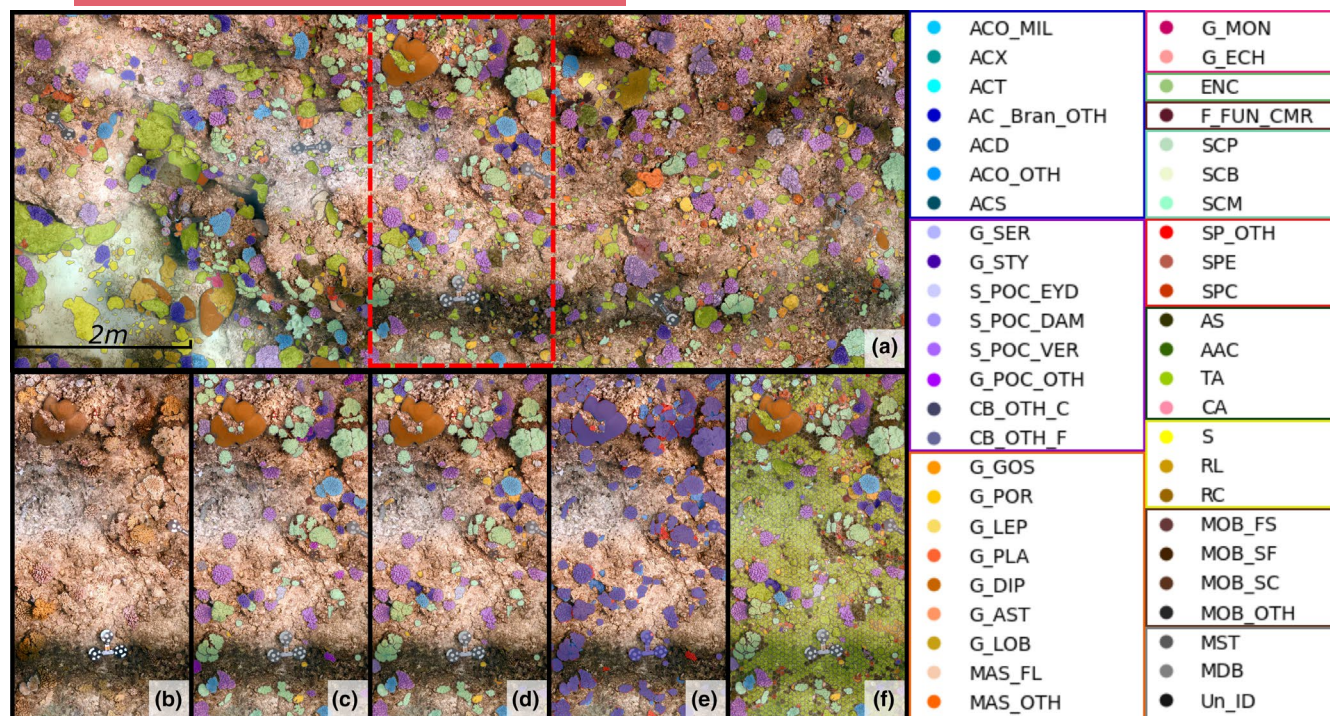 2m
(a)
(b)
(c)
(d)
(e)
(f)
ACO_MIL
ACX
ACT
AC _Bran_OTH
ACD
ACO_OTH
ACS
G_SER
G_STY
S_POC_EYD
S_POC_DAM
S_POC_VER
G_POC_OTH
CB_OTH_C
CB_OTH_F
G_GOS
G_POR
G_LEP
G_PLA
G_DIP
G_AST
G_LOB
MAS_FL
MAS_OTH
G_MON
G_ECH
ENC
F_FUN_CMR
SCP
SCB
SCM
SP_OTH
SPE
SPC
AS
AAC
TA
CA
S
RL
RC
MOB_FS
MOB_SF
MOB_SC
MOB_OTH
MST
MDB
Un_ID